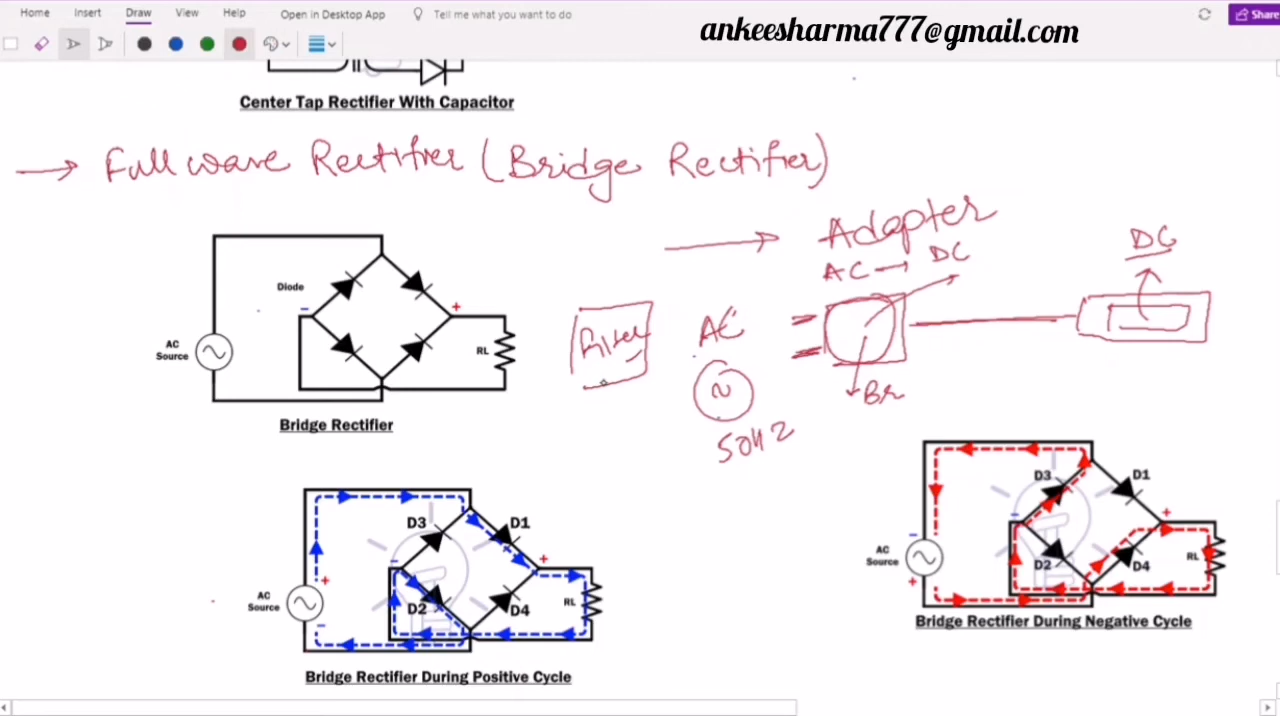 Home Insert Draw View Help Open in Desktop App Tell me what you want to do Share
ankeesharma777@gmail.com
Center Tap Rectifier With Capacitor
→ Full wave Rectifier (Bridge Rectifier)
→ Adapter
AC → DC
DC
Diode
- +
AC
Source
RL
Filter
AC
~
50HZ
Br
Bridge Rectifier
D3 D1
- +
AC
Source
+
-
D2 D4
RL
Bridge Rectifier During Positive Cycle
D3 D1
- +
AC
Source
-
+
D2 D4
RL
Bridge Rectifier During Negative Cycle